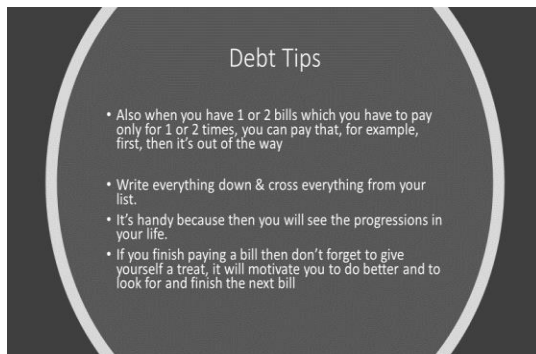 Debt Tips
• Also when you have 1 or 2 bills which you have to pay
only for 1 or 2 times, you can pay that, for example,
first, then it's out of the way
• Write everything down & cross everything from your
list.
• It's handy because then you will see the progressions in
your life.
• If you finish paying a bill then don't forget to give
yourself a treat, it will motivate you to do better and to
look for and finish the next bill